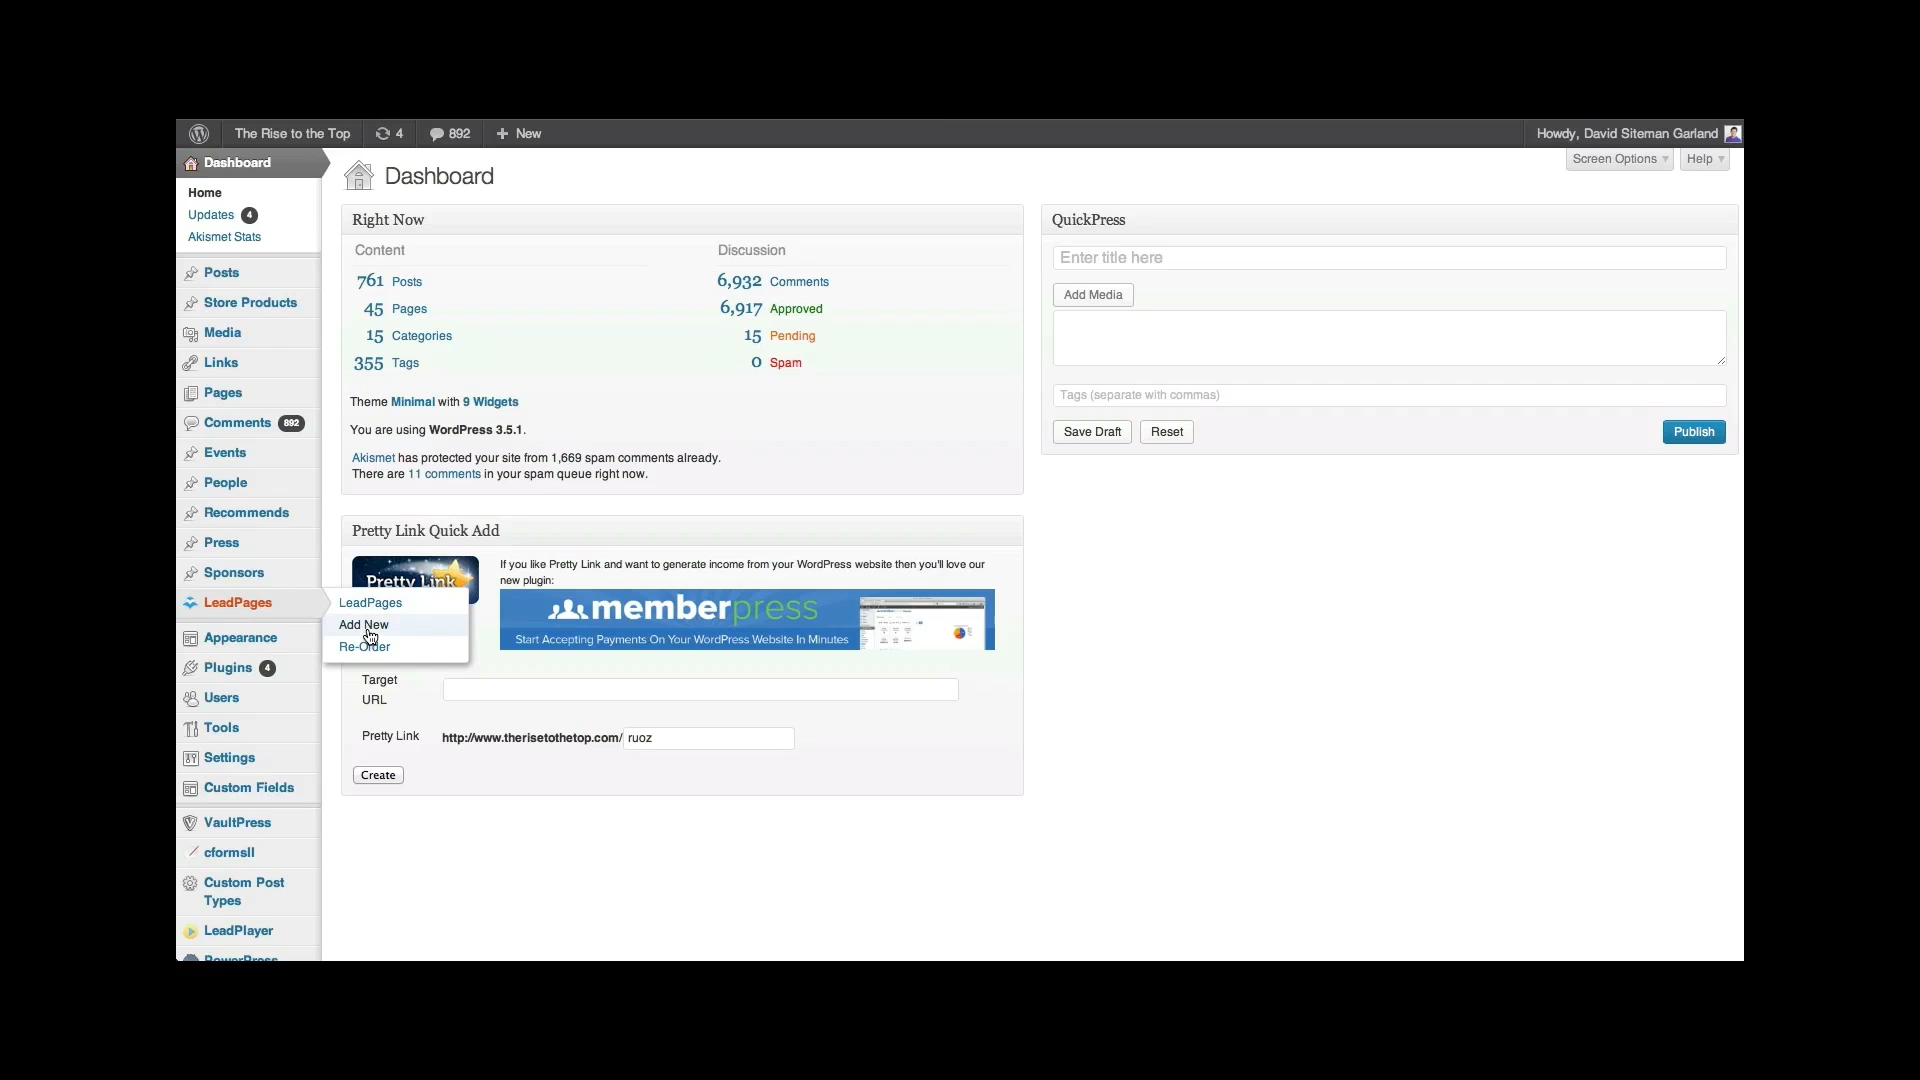 The Rise to the Top 4 892 + New Howdy, David Siteman Garland
Screen Options Help
Dashboard
Home
Updates 4
Akismet Stats
Posts
Store Products
Media
Links
Pages
Comments 892
Events
People
Recommends
Press
Sponsors
LeadPages
Appearance
Plugins 4
Users
Tools
Settings
Custom Fields
VaultPress
cformsII
Custom Post
Types
LeadPlayer
PowerPress
LeadPages
Add New
Re-Order
Dashboard
Right Now
Content
761 Posts
45 Pages
15 Categories
355 Tags
Discussion
6,932 Comments
6,917 Approved
15 Pending
0 Spam
Theme Minimal with 9 Widgets
You are using WordPress 3.5.1.
Akismet has protected your site from 1,669 spam comments already.
There are 11 comments in your spam queue right now.
Pretty Link Quick Add
Pretty Link
If you like Pretty Link and want to generate income from your WordPress website then you'll love our
new plugin:
memberpress
Start Accepting Payments On Your WordPress Website In Minutes
Target
URL
Pretty Link http://www.therisetothetop.com/ ruoz
Create
QuickPress
Enter title here
Add Media
Tags (separate with commas)
Save Draft Reset Publish